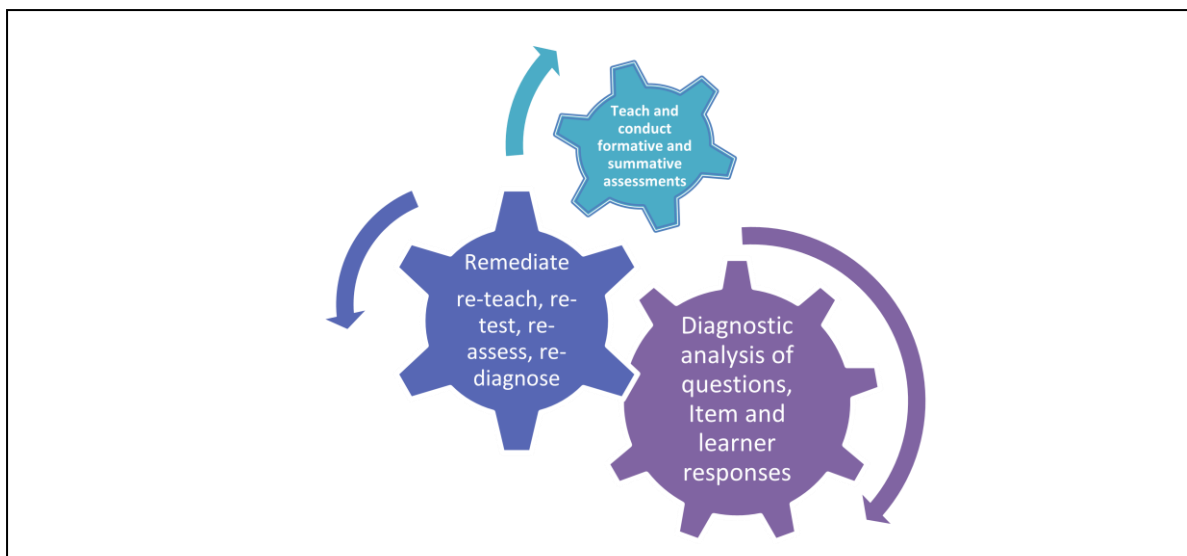 Teach and
conduct
formative and
summative
assessments
Remediate
re-teach, re-
test, re-
assess, re-
diagnose
Diagnostic
analysis of
questions,
Item and
learner
responses